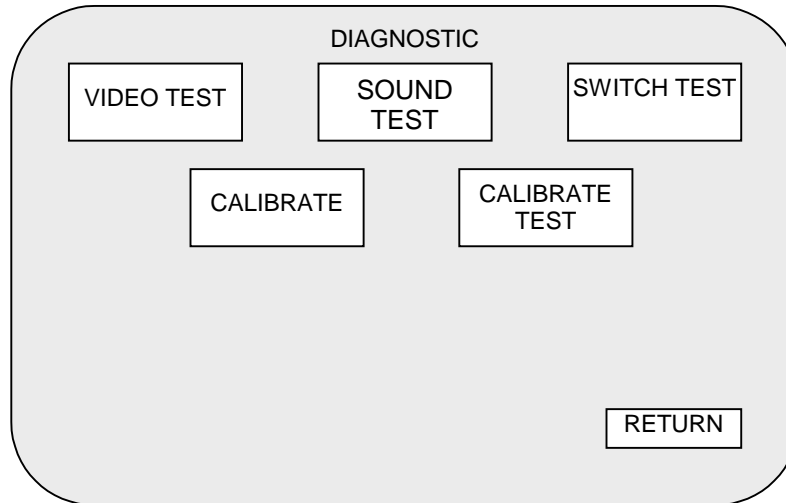 DIAGNOSTIC
VIDEO TEST
SOUND
TEST
SWITCH TEST
CALIBRATE
CALIBRATE
TEST
RETURN